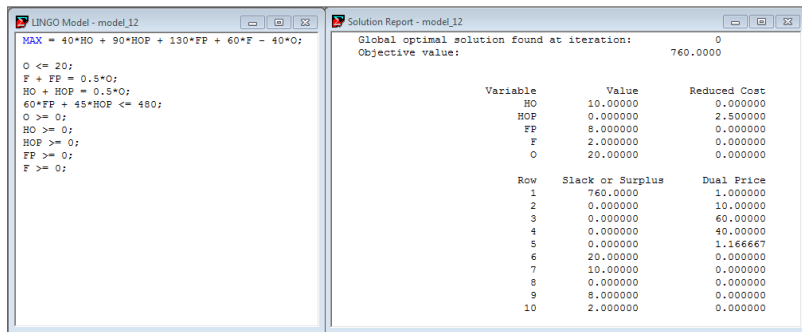 LINGO Model - model_12
MAX = 40*HO + 90*HOP + 130*FP + 60*F - 40*O;
O <= 20;
F + FP = 0.5*O;
HO + HOP = 0.5*O;
60*FP + 45*HOP <= 480;
O >= 0;
HO >= 0;
HOP >= 0;
FP >= 0;
F >= 0;
Solution Report - model_12
Global optimal solution found at iteration: 0
Objective value: 760.0000
Variable Value Reduced Cost
HO 10.00000 0.000000
HOP 0.000000 2.500000
FP 8.000000 0.000000
F 2.000000 0.000000
O 20.00000 0.000000
Row Slack or Surplus Dual Price
1 760.0000 1.000000
2 0.000000 10.00000
3 0.000000 60.00000
4 0.000000 40.00000
5 0.000000 1.166667
6 20.00000 0.000000
7 10.00000 0.000000
8 0.000000 0.000000
9 8.000000 0.000000
10 2.000000 0.000000